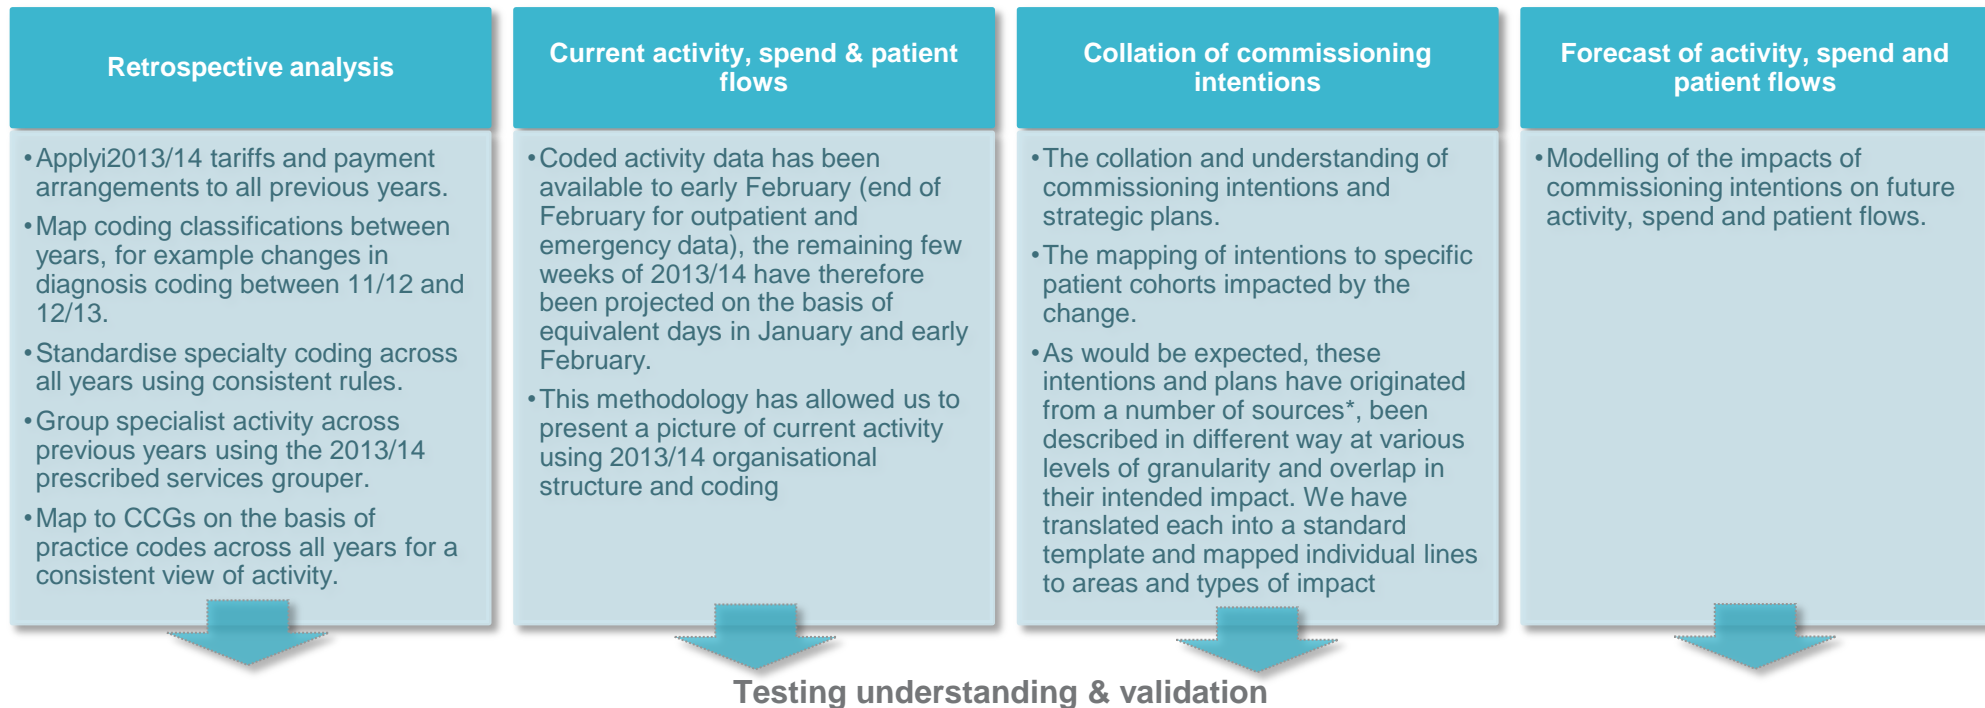 Retrospective analysis
•Applyi2013/14 tariffs and payment
arrangements to all previous years.
•Map coding classifications between
years, for example changes in
diagnosis coding between 11/12 and
12/13.
•Standardise specialty coding across
all years using consistent rules.
•Group specialist activity across
previous years using the 2013/14
prescribed services grouper.
•Map to CCGs on the basis of
practice codes across all years for a
consistent view of activity.
Current activity, spend & patient
flows
•Coded activity data has been
available to early February (end of
February for outpatient and
emergency data), the remaining few
weeks of 2013/14 have therefore
been projected on the basis of
equivalent days in January and early
February.
•This methodology has allowed us to
present a picture of current activity
using 2013/14 organisational
structure and coding
Collation of commissioning
intentions
•The collation and understanding of
commissioning intentions and
strategic plans.
•The mapping of intentions to specific
patient cohorts impacted by the
change.
•As would be expected, these
intentions and plans have originated
from a number of sources*, been
described in different way at various
levels of granularity and overlap in
their intended impact. We have
translated each into a standard
template and mapped individual lines
to areas and types of impact
Forecast of activity, spend and
patient flows
•Modelling of the impacts of
commissioning intentions on future
activity, spend and patient flows.
Testing understanding & validation